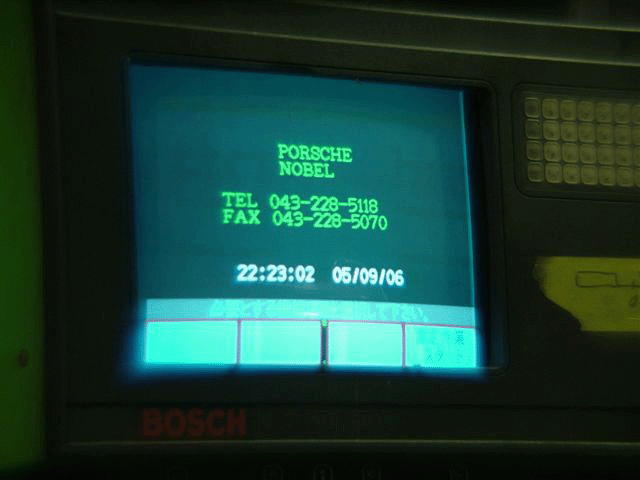 PORSCHE
NOBEL
TEL 043-228-5118
FAX 043-228-5070
22:23:02 05/09/06
BOSCH